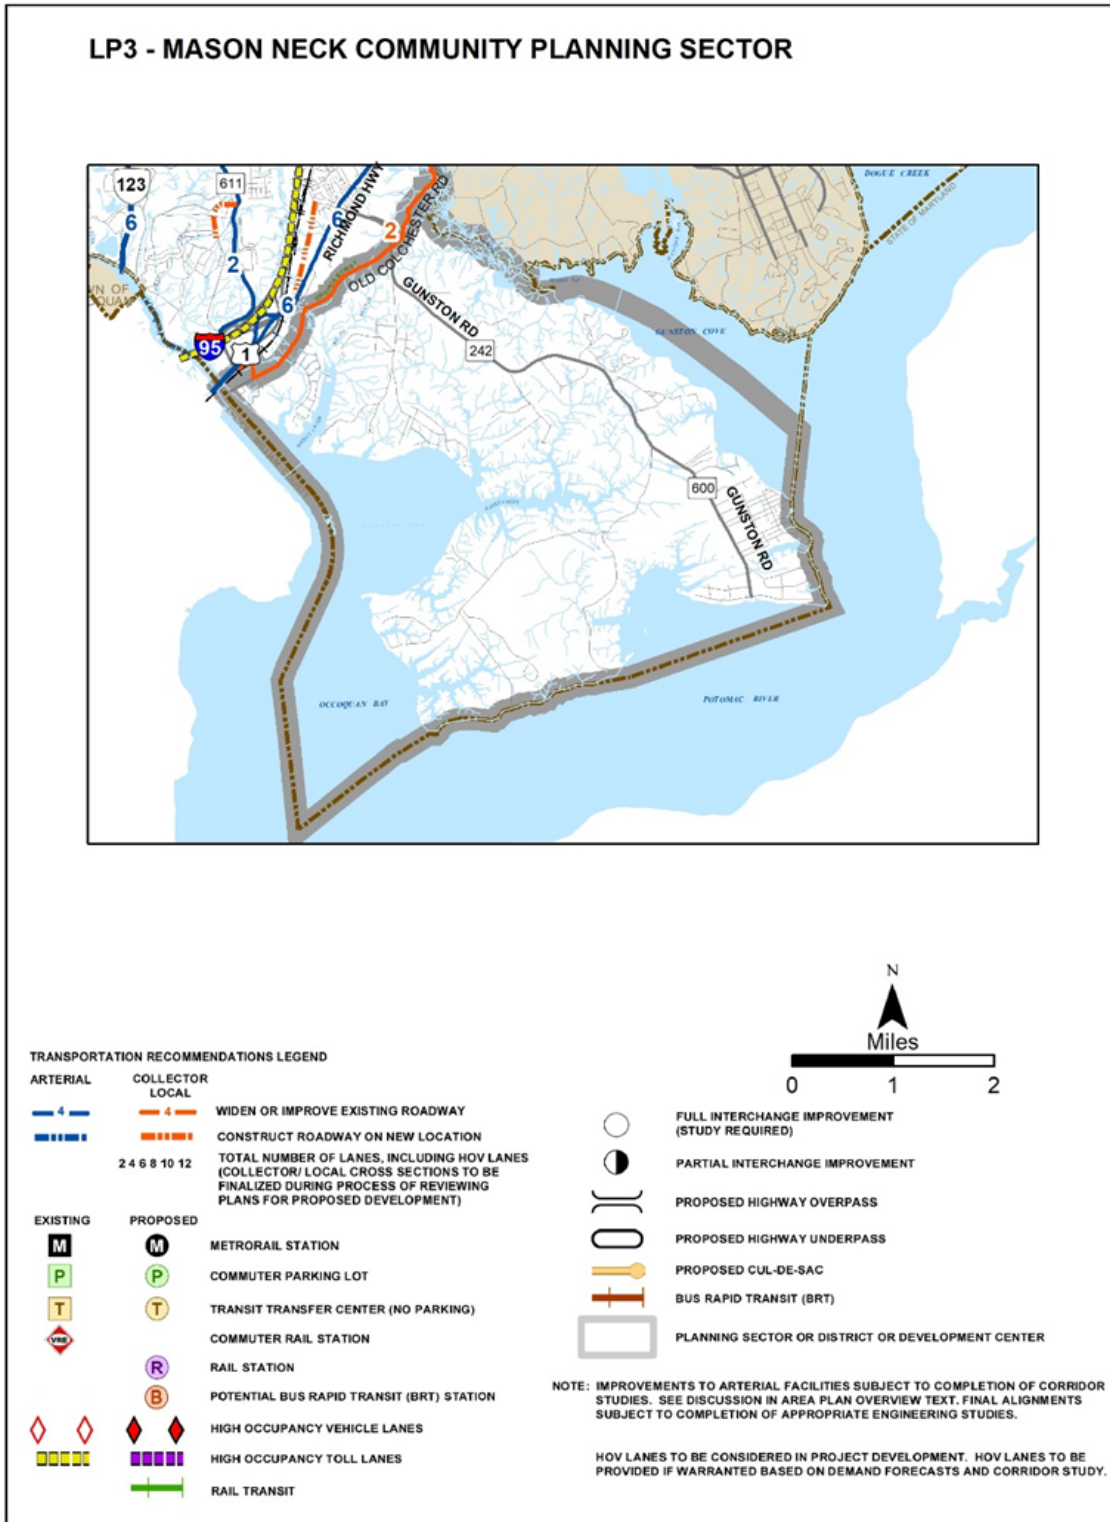 LP3 - MASON NECK COMMUNITY PLANNING SECTOR
123
6
611
2
RICHMOND HWY
6
6
2
OLD COLCHESTER RD
DOGUE CREEK
STATE OF MARYLAND
95
1
GUNSTON RD
242
GUNSTON COVE
600
GUNSTON RD
OCCOQUAN BAY
POTOMAC RIVER
N
Miles
0 1 2
TRANSPORTATION RECOMMENDATIONS LEGEND
ARTERIAL COLLECTOR
LOCAL
4 4 WIDEN OR IMPROVE EXISTING ROADWAY
CONSTRUCT ROADWAY ON NEW LOCATION
2 4 6 8 10 12 TOTAL NUMBER OF LANES, INCLUDING HOV LANES
(COLLECTOR/ LOCAL CROSS SECTIONS TO BE
FINALIZED DURING PROCESS OF REVIEWING
PLANS FOR PROPOSED DEVELOPMENT)
EXISTING PROPOSED
M M METRORAIL STATION
P P COMMUTER PARKING LOT
T T TRANSIT TRANSFER CENTER (NO PARKING)
VRE COMMUTER RAIL STATION
R RAIL STATION
B POTENTIAL BUS RAPID TRANSIT (BRT) STATION
HIGH OCCUPANCY VEHICLE LANES
HIGH OCCUPANCY TOLL LANES
RAIL TRANSIT
FULL INTERCHANGE IMPROVEMENT
(STUDY REQUIRED)
PARTIAL INTERCHANGE IMPROVEMENT
PROPOSED HIGHWAY OVERPASS
PROPOSED HIGHWAY UNDERPASS
PROPOSED CUL-DE-SAC
BUS RAPID TRANSIT (BRT)
PLANNING SECTOR OR DISTRICT OR DEVELOPMENT CENTER
NOTE: IMPROVEMENTS TO ARTERIAL FACILITIES SUBJECT TO COMPLETION OF CORRIDOR
STUDIES. SEE DISCUSSION IN AREA PLAN OVERVIEW TEXT. FINAL ALIGNMENTS
SUBJECT TO COMPLETION OF APPROPRIATE ENGINEERING STUDIES.
HOV LANES TO BE CONSIDERED IN PROJECT DEVELOPMENT. HOV LANES TO BE
PROVIDED IF WARRANTED BASED ON DEMAND FORECASTS AND CORRIDOR STUDY.